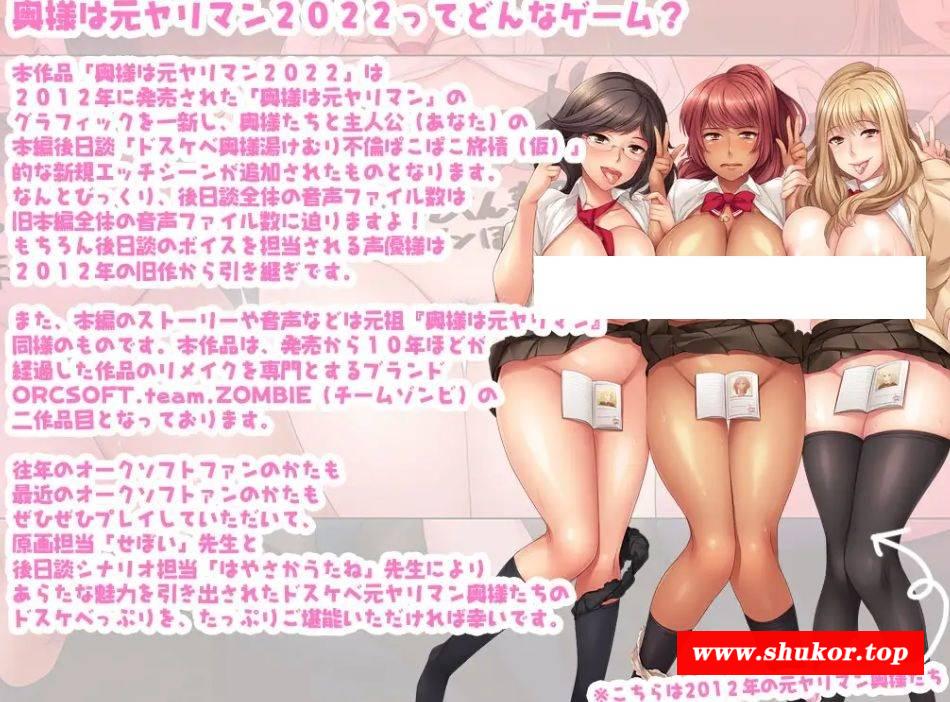 奥様は元ヤリマン2022ってどんなゲーム？
本作品「奥様は元ヤリマン2022」は
2012年に発売された「奥様は元ヤリマン」の
グラフィックを一新し、奥様たちと主人公（あなた）の
本編後日談「ドスケベ奥様湯けむり不倫ぱこぱこ旅情（仮）」
的な新規エッチシーンが追加されたものとなります。
なんとびっくり、後日談全体の音声ファイル数は
旧本編全体の音声ファイル数に迫りますよ！
もちろん後日談のボイスを担当される声優様は
2012年の旧作から引き継ぎです。
また、本編のストーリーや音声などは元祖『奥様は元ヤリマン』
同様のものです。本作品は、発売から10年ほどが
経過した作品のリメイクを専門とするブランド
ORCSOFT.team.ZOMBIE（チームゾンビ）の
二作品目となっております。
往年のオークソフトファンのかたも
最近のオークソフトァンのかたも
ぜひぜひプレイしていただいて、
原画担当「せぼい」先生と
後日談シナリオ担当「はやさかうたね」先生により
あらたな魅力を引き出されたドスケベ元ヤリマン奥様たちの
ドスケベっぷりを、たっぷりご堪能いただければ幸いです。
www.shukor.top
※こちらは2012年の元ヤリマン奥様たち